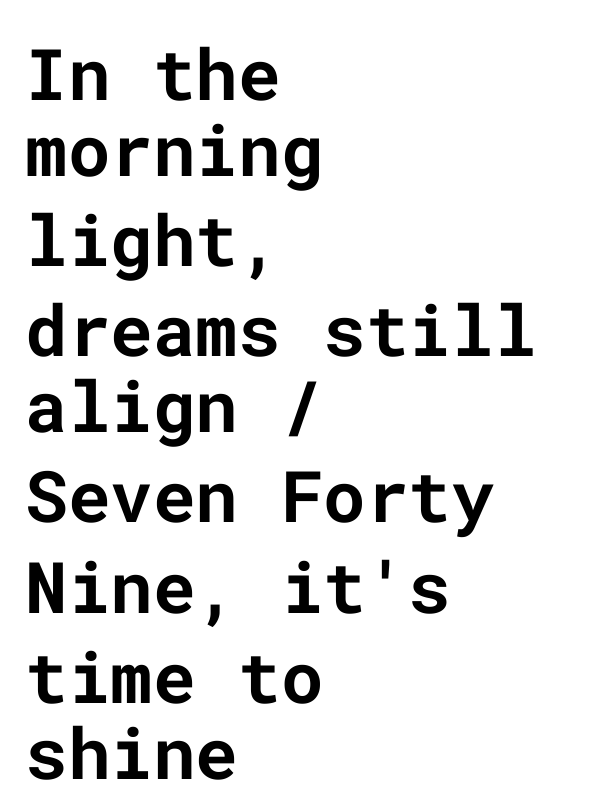 In the
morning
light,
dreams still
align /
Seven Forty
Nine, it's
time to
shine